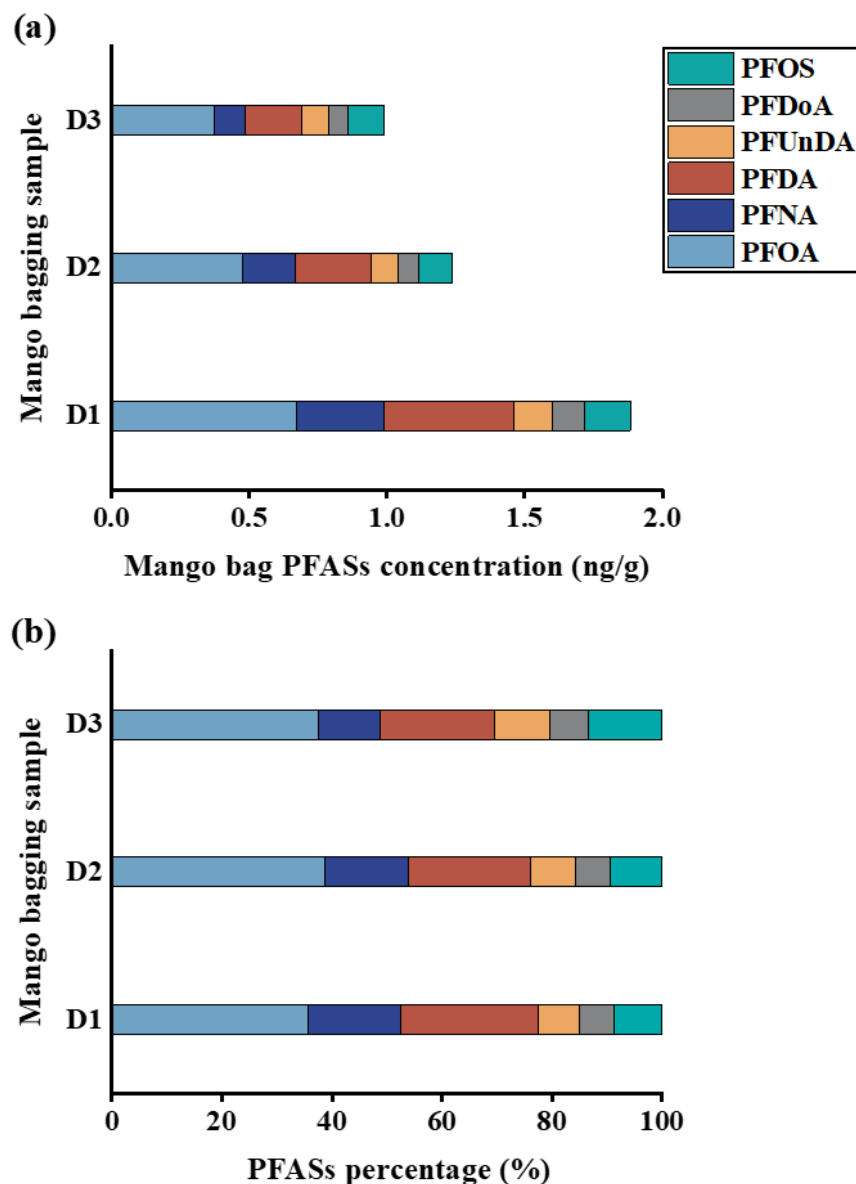 (a)
Mango bagging sample
D3
D2
D1
PFOS
PFDoA
PFUnDA
PFDA
PFNA
PFOA
0.0 0.5 1.0 1.5 2.0
Mango bag PFASs concentration (ng/g)
(b)
Mango bagging sample
D3
D2
D1
0 20 40 60 80 100
PFASs percentage (%)